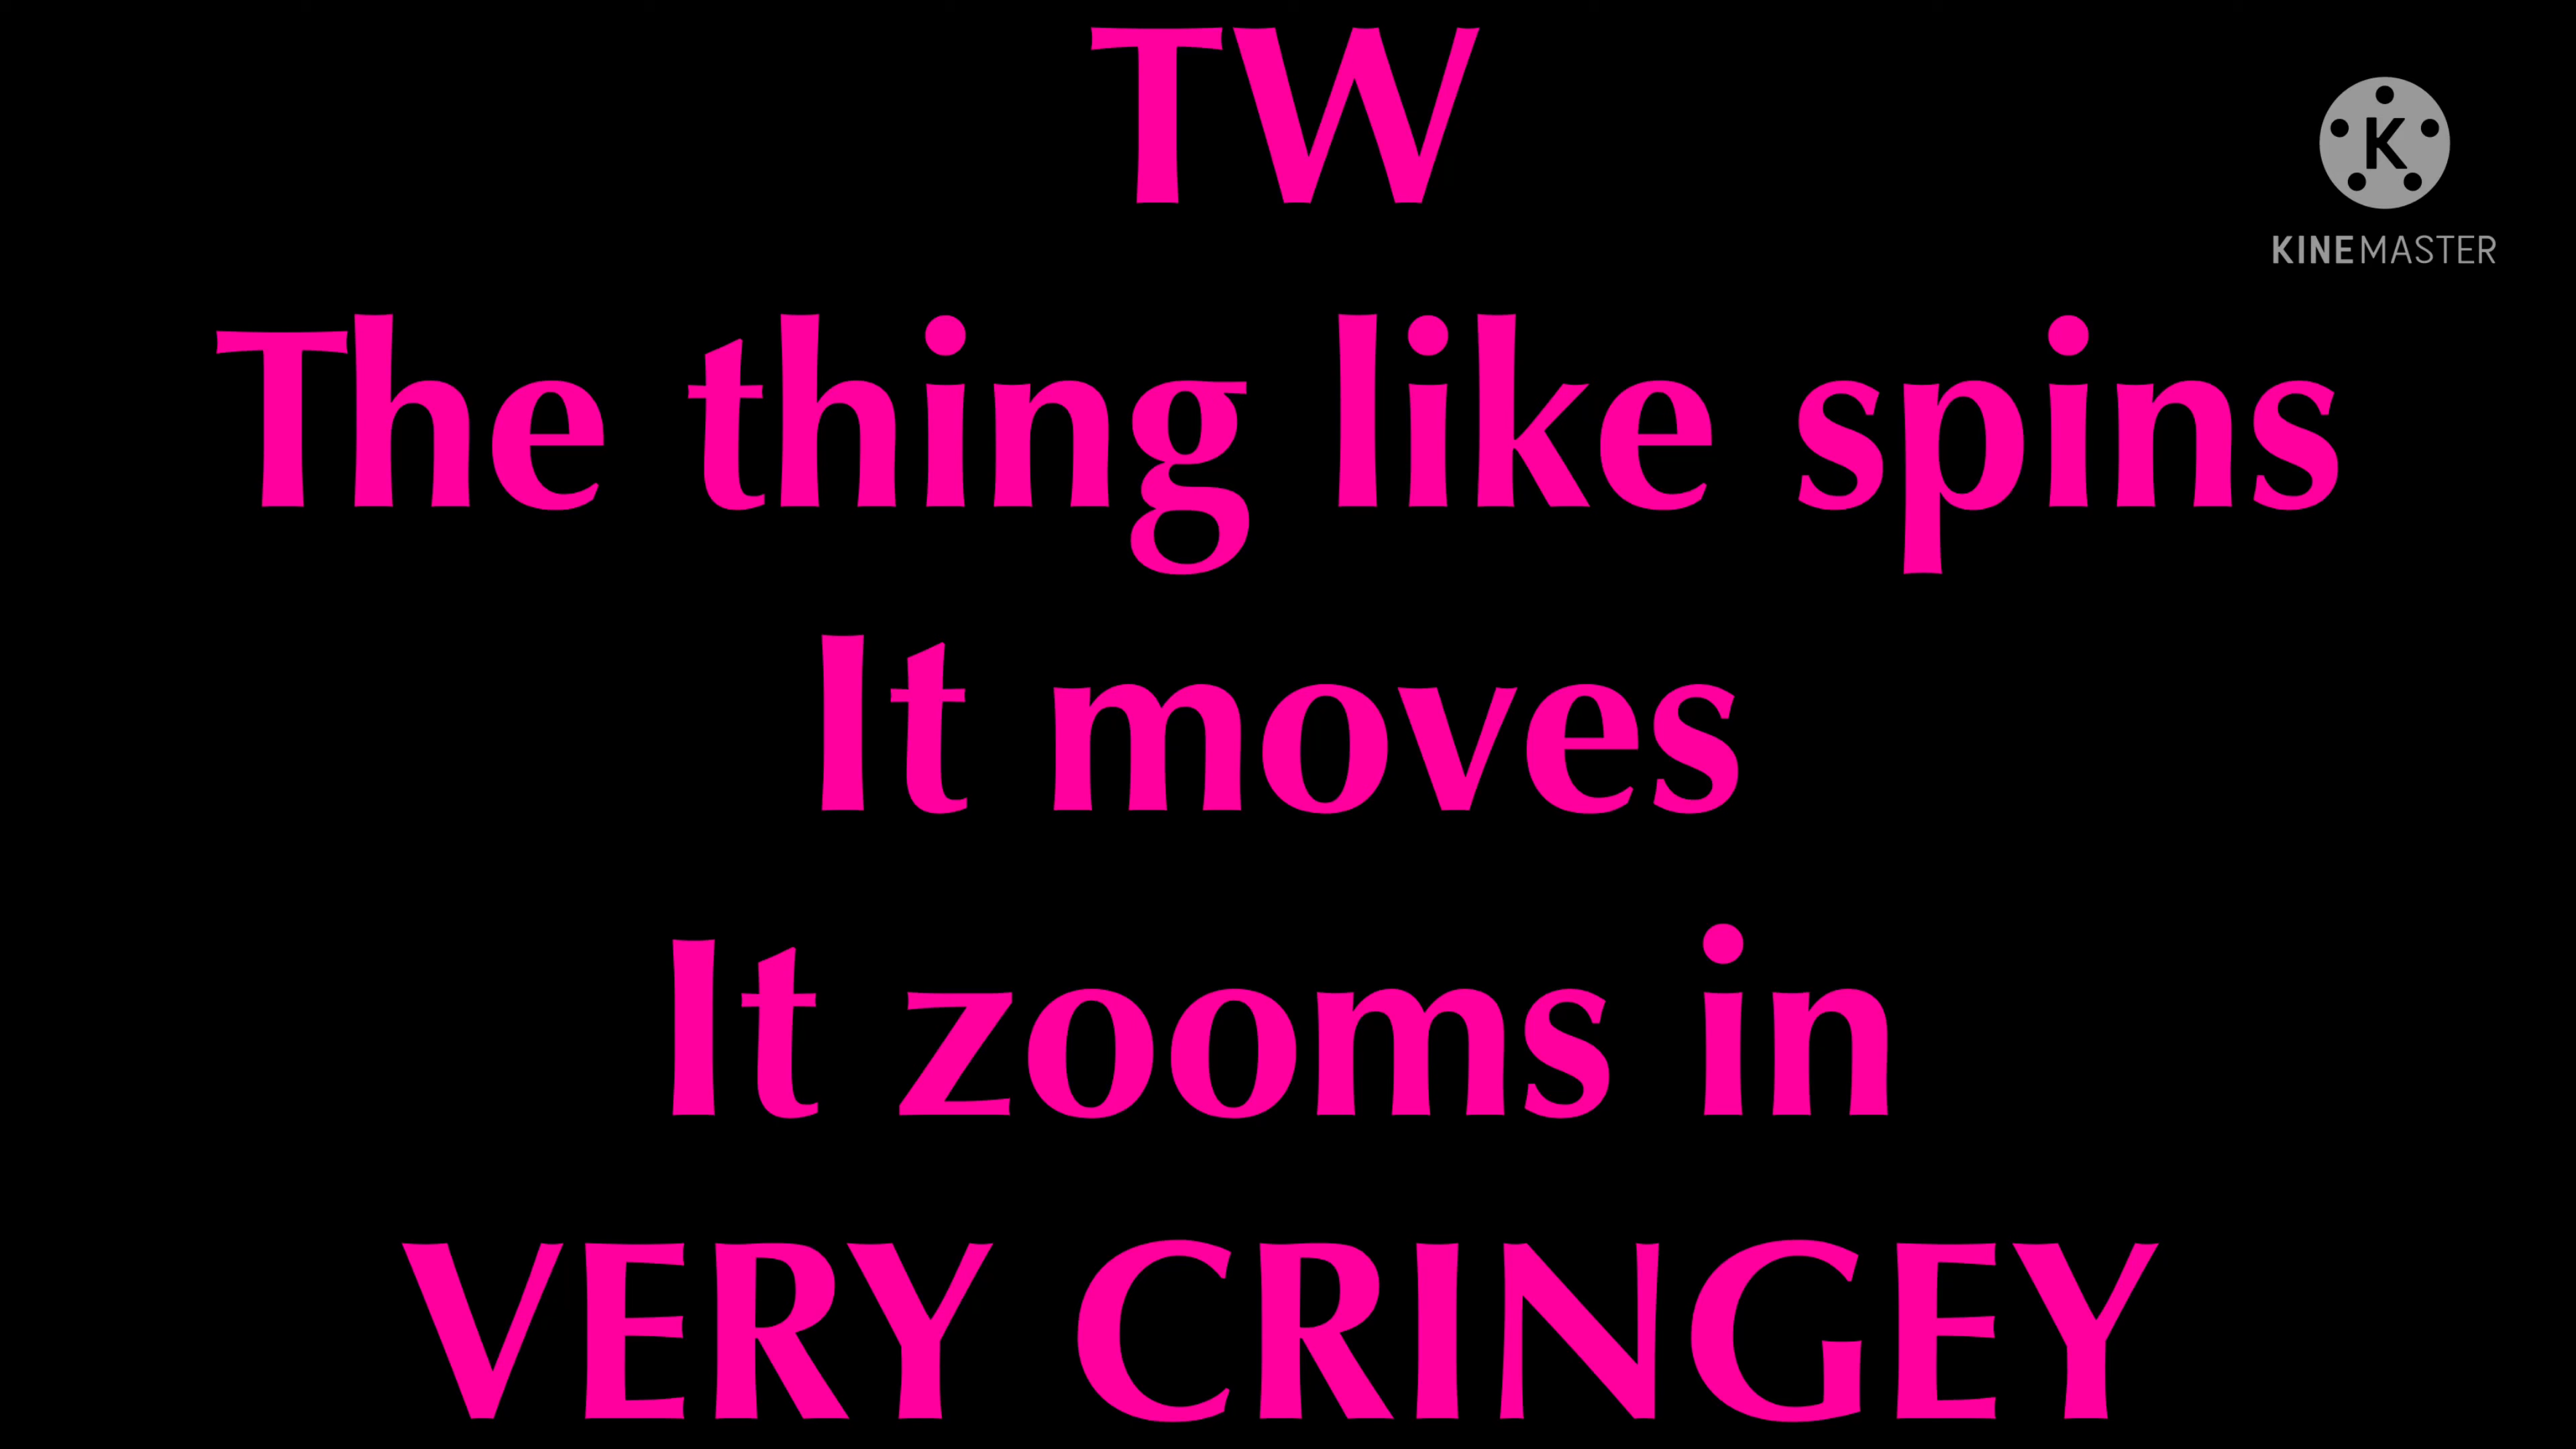 TW
K
KINEMASTER
The thing like spins
It moves
It zooms in
VERY CRINGEY